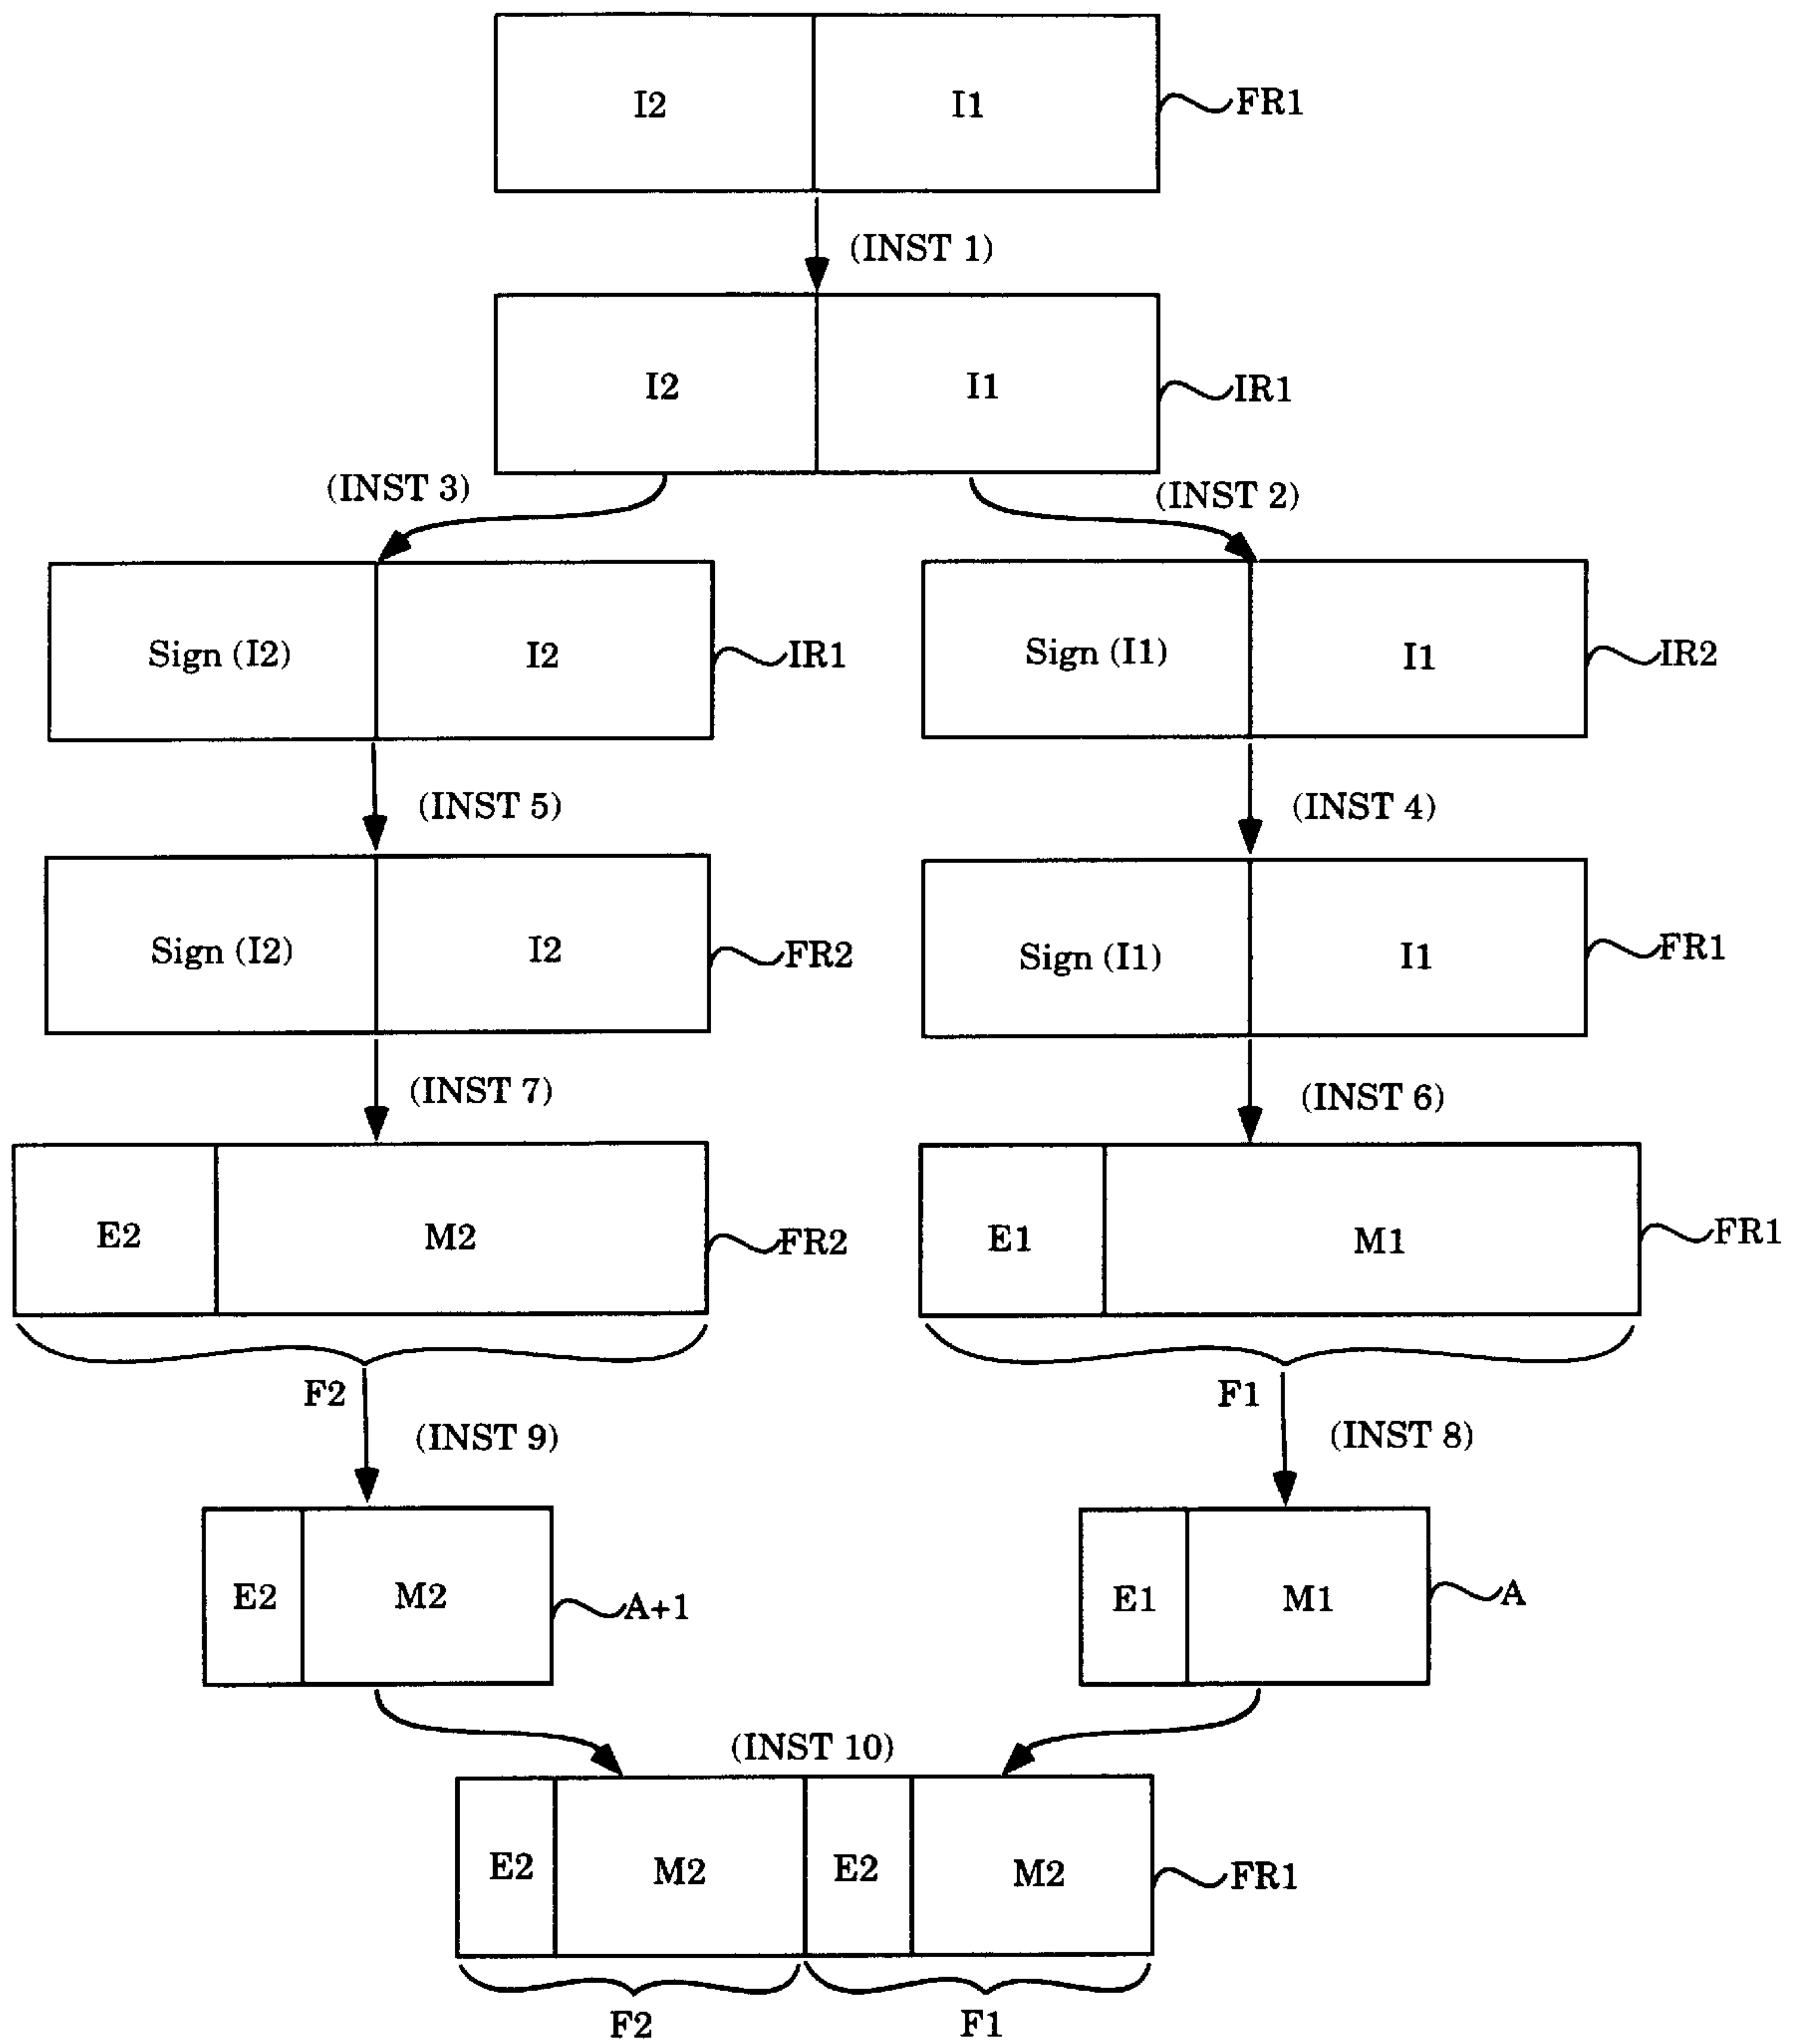 I2 I1 FR1
(INST 1)
I2 I1 IR1
(INST 3) (INST 2)
Sign (I2) I2 IR1 Sign (I1) I1 IR2
(INST 5) (INST 4)
Sign (I2) I2 FR2 Sign (I1) I1 FR1
(INST 7) (INST 6)
E2 M2 FR2 E1 M1 FR1
F2 F1
(INST 9) (INST 8)
E2 M2 A+1 E1 M1 A
(INST 10)
E2 M2 E2 M2 FR1
F2 F1